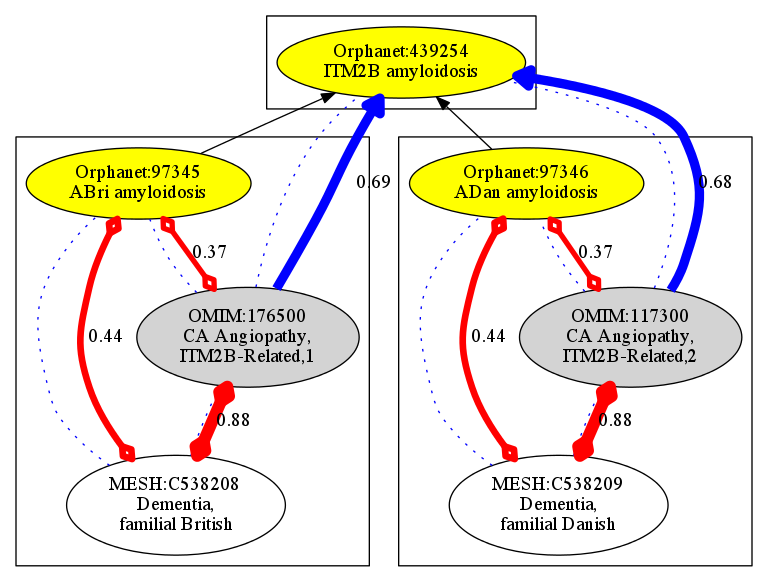 Orphanet:439254
ITM2B amyloidosis
Orphanet:97345
ABri amyloidosis
0.69
Orphanet:97346
ADan amyloidosis
0.68
0.37
0.37
OMIM:176500
CA Angiopathy,
ITM2B-Related,1
0.44
OMIM:117300
CA Angiopathy,
ITM2B-Related,2
0.44
0.88
0.88
MESH:C538208
Dementia,
familial British
MESH:C538209
Dementia,
familial Danish